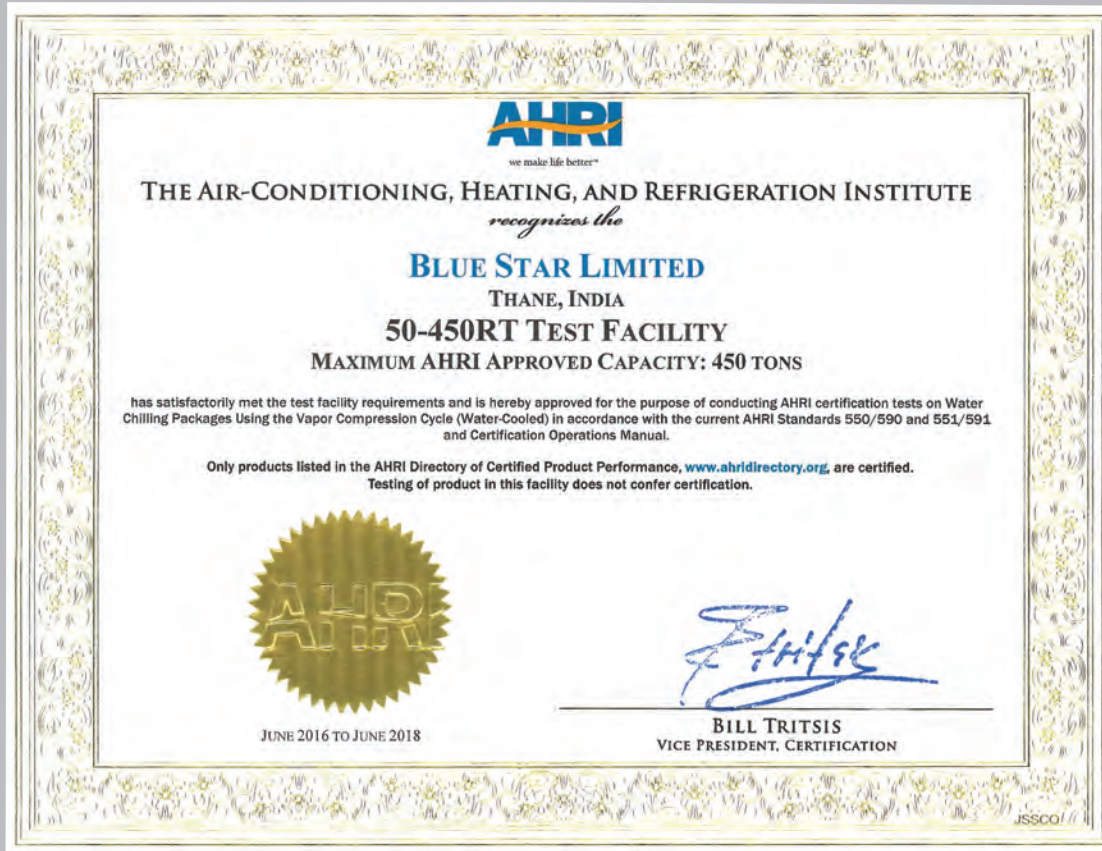 AHRI
we make life better™
THE AIR-CONDITIONING, HEATING, AND REFRIGERATION INSTITUTE
recognizes the
BLUE STAR LIMITED
THANE, INDIA
50-450RT TEST FACILITY
MAXIMUM AHRI APPROVED CAPACITY: 450 TONS
has satisfactorily met the test facility requirements and is hereby approved for the purpose of conducting AHRI certification tests on Water
Chilling Packages Using the Vapor Compression Cycle (Water-Cooled) in accordance with the current AHRI Standards 550/590 and 551/591
and Certification Operations Manual.
Only products listed in the AHRI Directory of Certified Product Performance, www.ahridirectory.org, are certified.
Testing of product in this facility does not confer certification.
AHRI
JUNE 2016 TO JUNE 2018
BILL TRITSIS
VICE PRESIDENT, CERTIFICATION
JSSCO